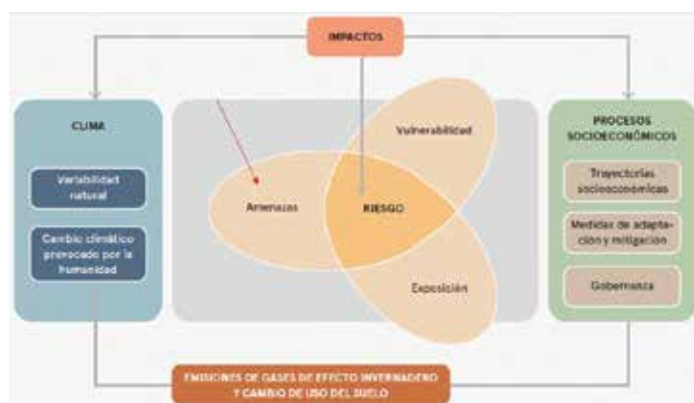 IMPACTOS
CLIMA
Variabilidad
natural
Cambio climático
provocado por la
humanidad
Vulnerabilidad
Amenazas
RIESGO
Exposición
PROCESOS
SOCIOECONÓMICOS
Trayectorias
socioeconómicas
Medidas de adapta-
ción y mitigación
Gobernanza
EMISIONES DE GASES DE EFECTO INVERNADERO
Y CAMBIO DE USO DEL SUELO